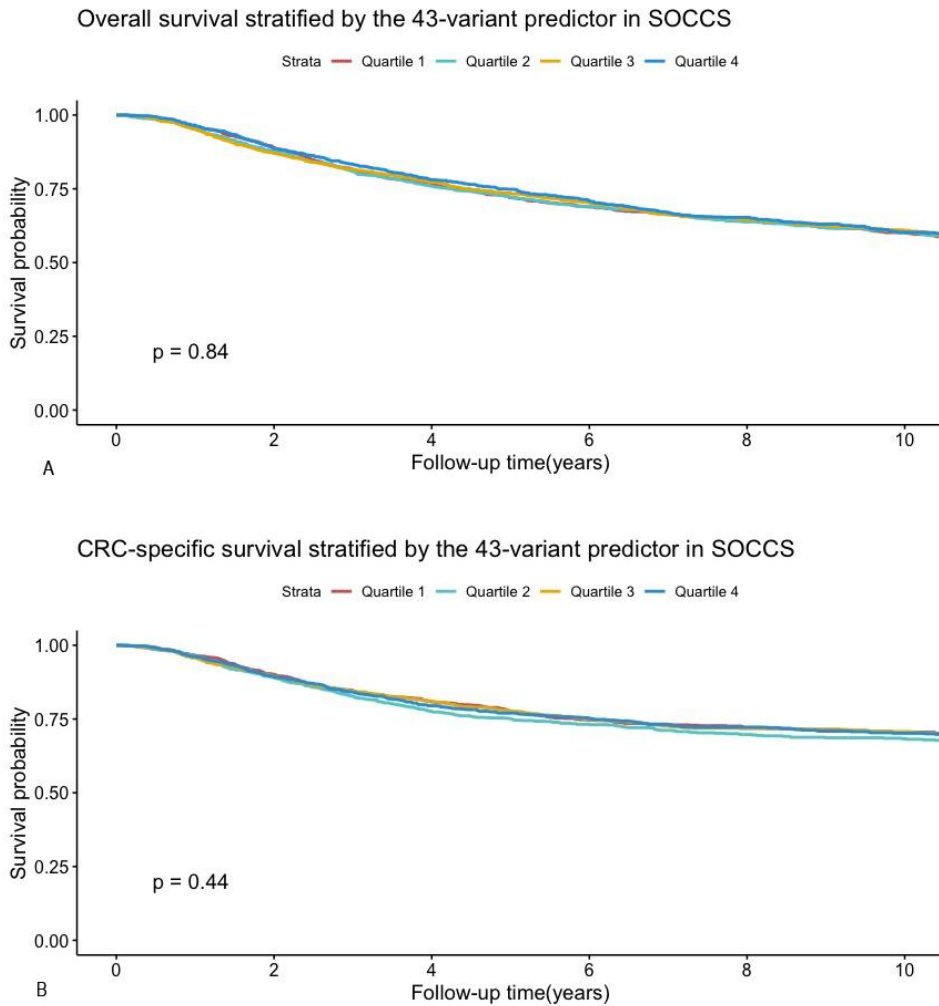 Overall survival stratified by the 43-variant predictor in SOCCS
Strata Quartile 1 Quartile 2 Quartile 3 Quartile 4
Survival probability
1.00
0.75
0.50
0.25
0.00
p = 0.84
0 2 4 6 8 10
Follow-up time(years)
A
CRC-specific survival stratified by the 43-variant predictor in SOCCS
Strata Quartile 1 Quartile 2 Quartile 3 Quartile 4
Survival probability
1.00
0.75
0.50
0.25
0.00
p = 0.44
0 2 4 6 8 10
Follow-up time(years)
B